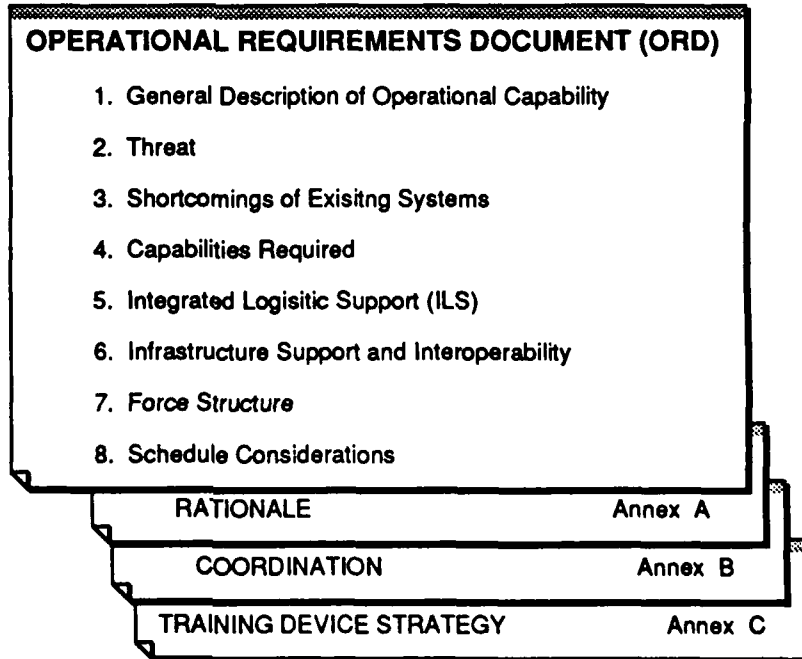 OPERATIONAL REQUIREMENTS DOCUMENT (ORD)
1. General Description of Operational Capability
2. Threat
3. Shortcomings of Exisitng Systems
4. Capabilities Required
5. Integrated Logisitic Support (ILS)
6. Infrastructure Support and Interoperability
7. Force Structure
8. Schedule Considerations
RATIONALE Annex A
COORDINATION Annex B
TRAINING DEVICE STRATEGY Annex C